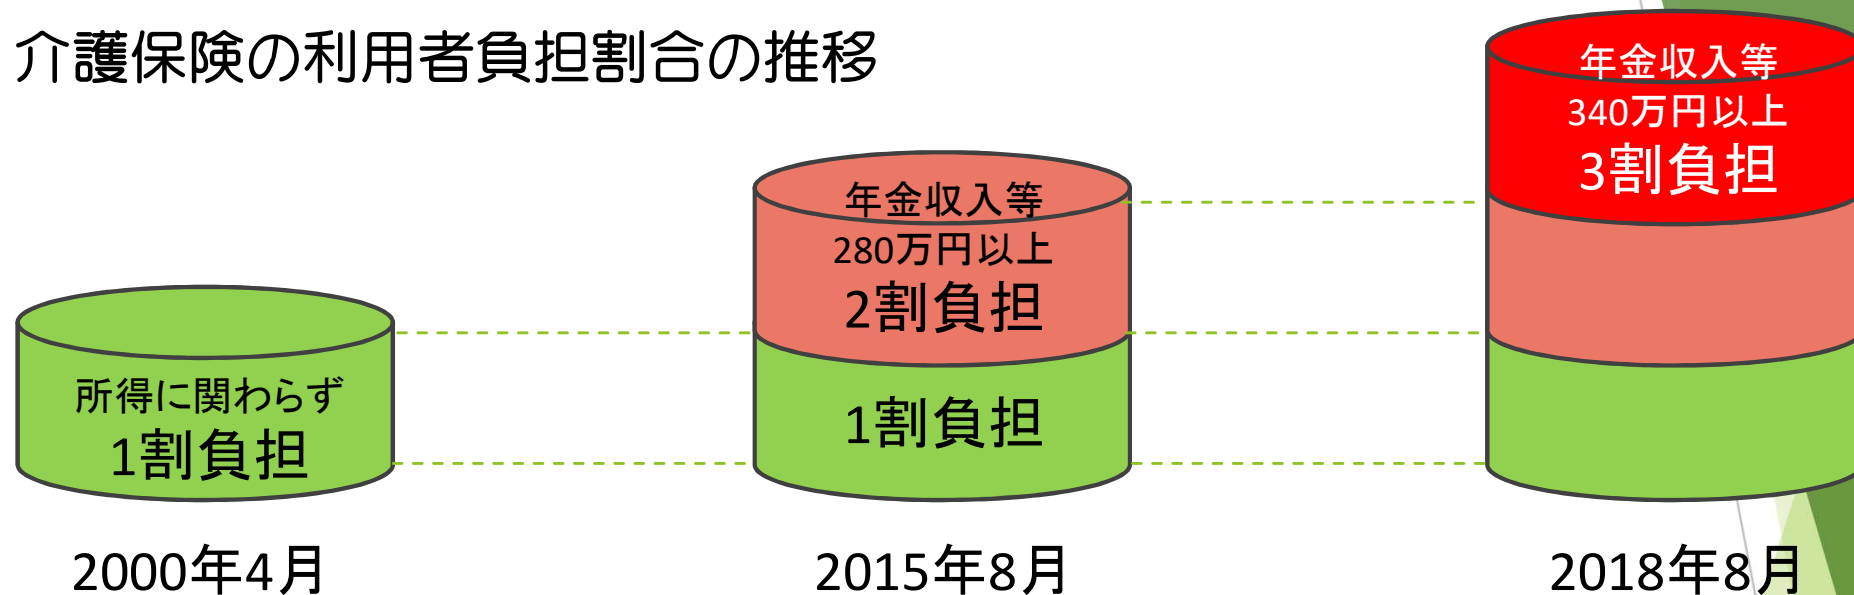 介護保険の利用者負担割合の推移
所得に関わらず
1割負担
2000年4月
年金収入等
280万円以上
2割負担
1割負担
2015年8月
年金収入等
340万円以上
3割負担
2018年8月